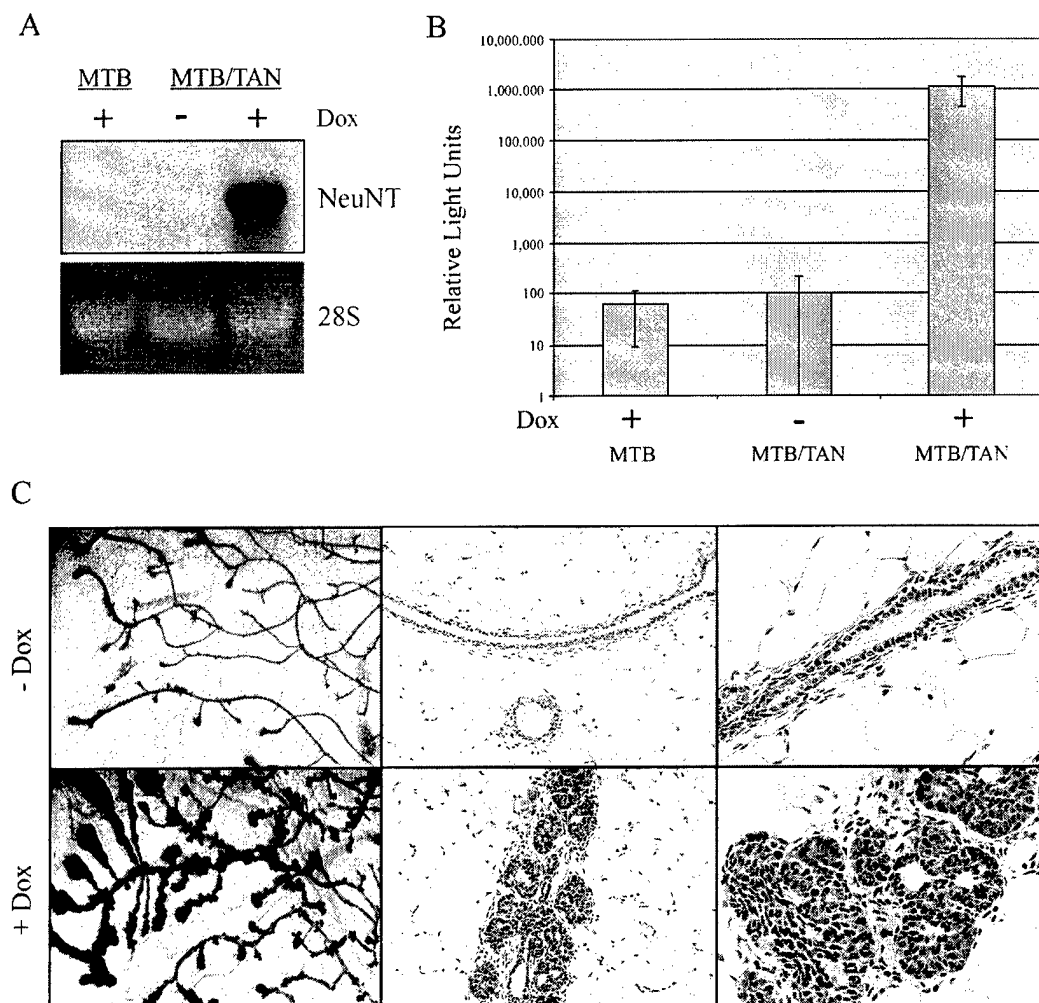 A
MTB MTB/TAN
+ - + Dox
NeuNT
28S
B
Relative Light Units
10,000.000
1,000.000
100.000
10,000
1,000
100
10
1
Dox + - +
MTB MTB/TAN MTB/TAN
C
- Dox
+ Dox